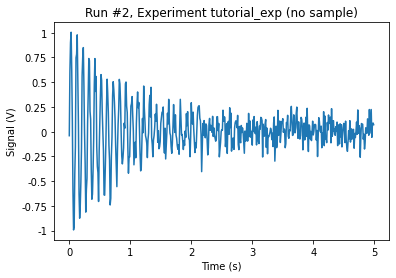 Run #2, Experiment tutorial_exp (no sample)
Signal (V)
1
0.75
0.5
0.25
0
-0.25
-0.5
-0.75
-1
0 1 2 3 4 5
Time (s)